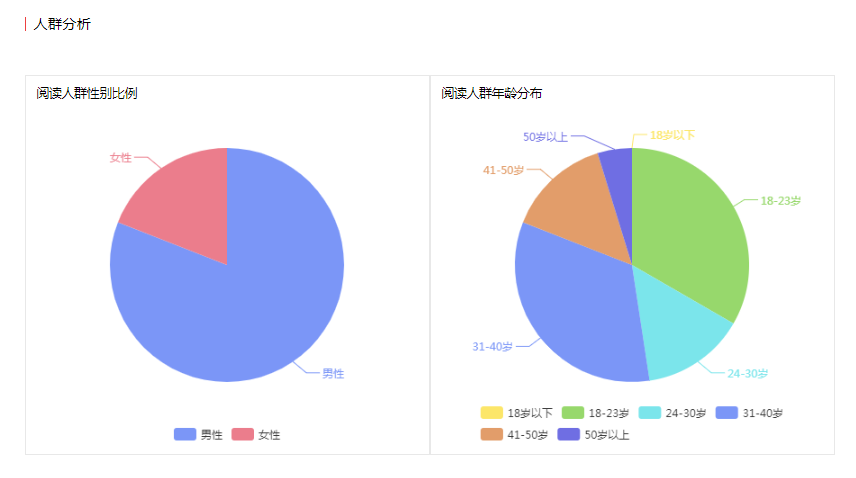 人群分析
阅读人群性别比例
女性
男性
男性 女性
阅读人群年龄分布
18岁以下
50岁以上
41-50岁
18-23岁
31-40岁
24-30岁
18岁以下 18-23岁 24-30岁 31-40岁
41-50岁 50岁以上